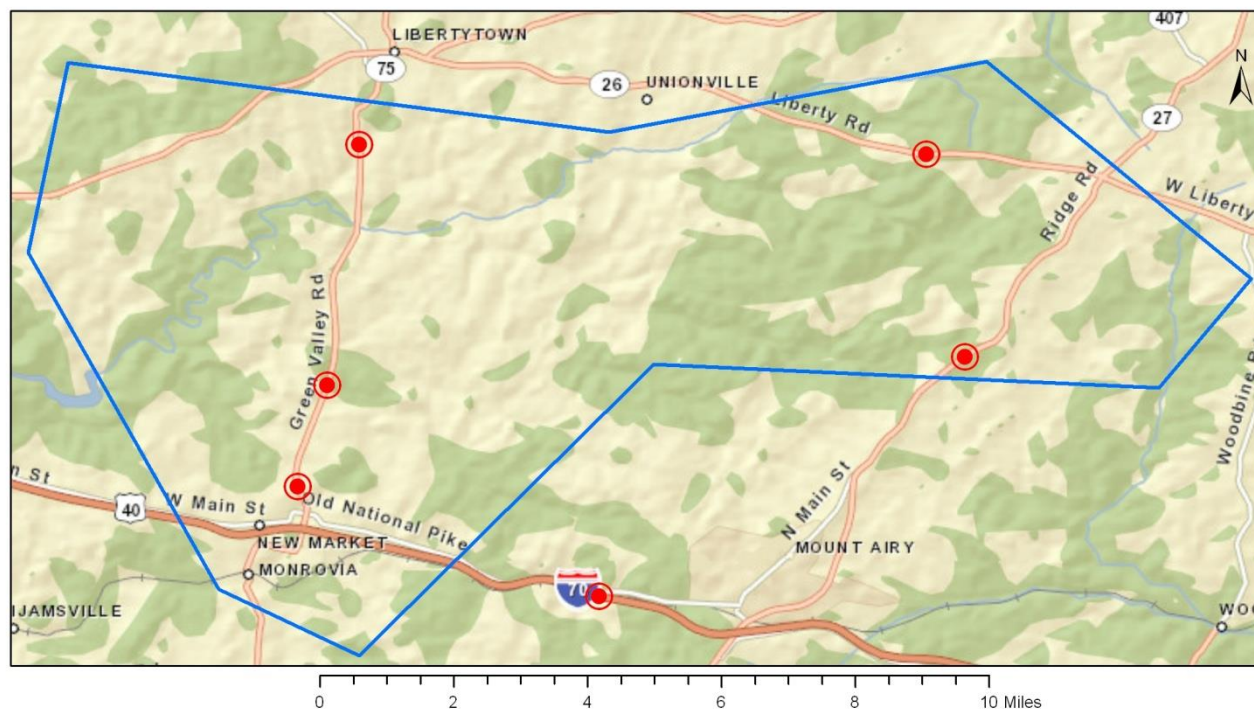 407
LIBERTYTOWN
N
75
26
UNIONVILLE
Liberty Rd
27
Ridge Rd
W Liberty
Green Valley Rd
Woodbine R
n St
40
W Main St
Old National Pike
N Main St
NEW MARKET
MOUNT AIRY
MONROVIA
70
IJAMSVILLE
WOO
0 2 4 6 8 10 Miles